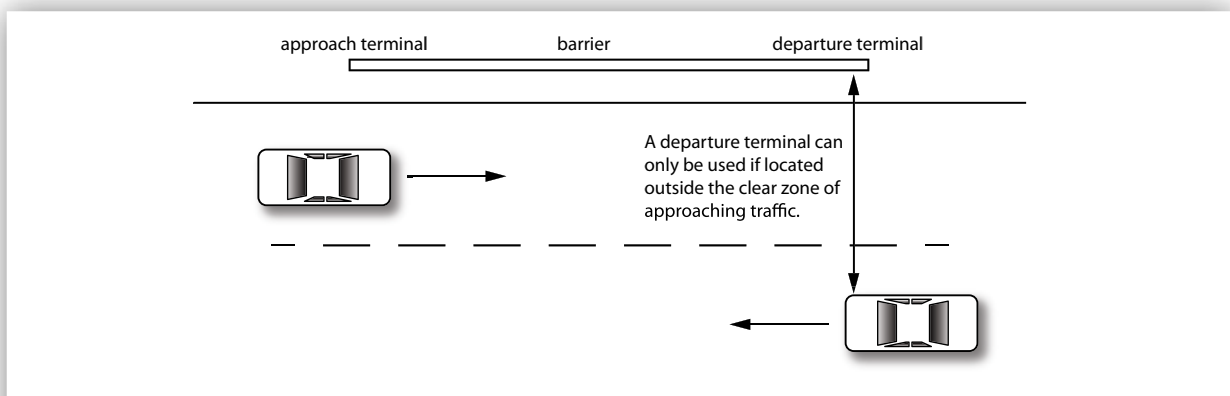 approach terminal barrier departure terminal
A departure terminal can
only be used if located
outside the clear zone of
approaching traffic.